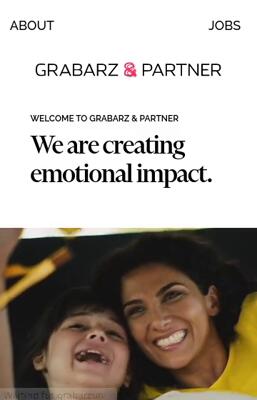 ABOUT JOBS
GRABARZ & PARTNER
WELCOME TO GRABARZ & PARTNER
We are creating
emotional impact.